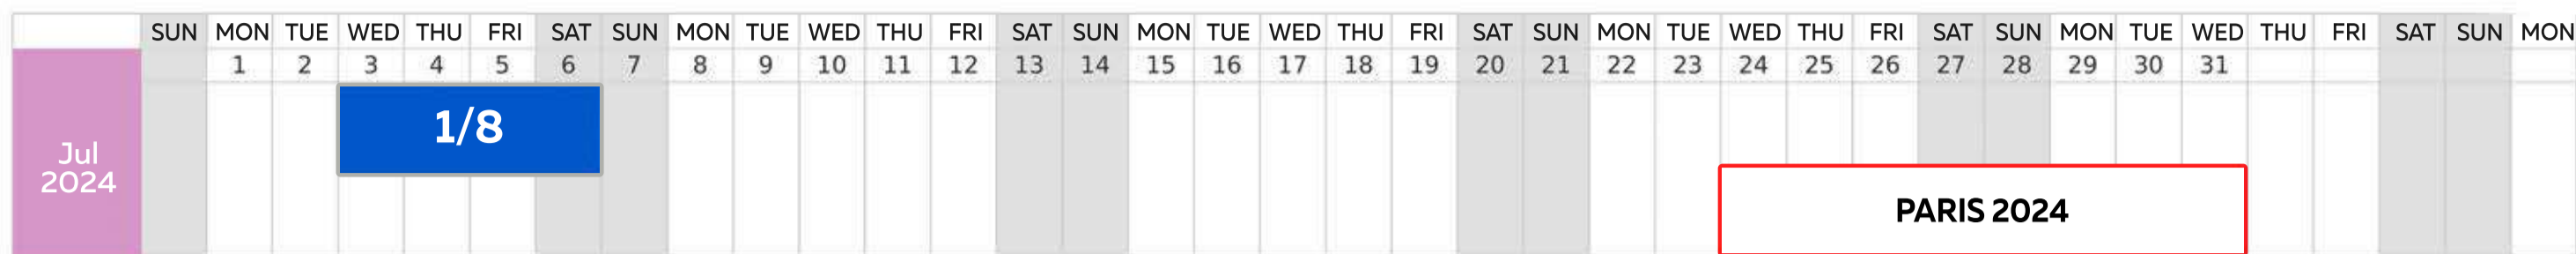 SUN MON TUE WED THU FRI SAT SUN MON TUE WED THU FRI SAT SUN MON TUE WED THU FRI SAT SUN MON TUE WED THU FRI SAT SUN MON TUE WED THU FRI SAT SUN MON
1 2 3 4 5 6 7 8 9 10 11 12 13 14 15 16 17 18 19 20 21 22 23 24 25 26 27 28 29 30 31
1/8
Jul
2024
PARIS 2024